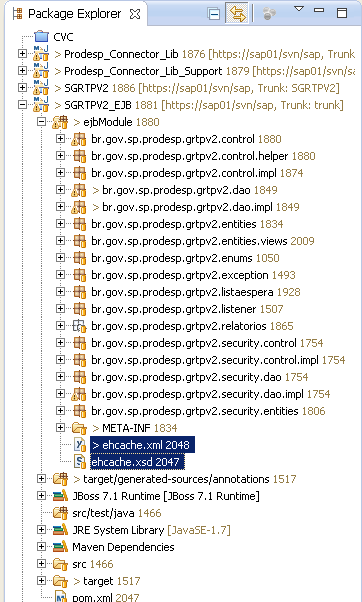 Package Explorer
CVC
> Prodesp_Connector_Lib 1876 [https://sap01/svn/sap, Trunk
> Prodesp_Connector_Lib_Support 1879 [https://sap01/svn/sa
> SGRTPV2 1886 [https://sap01/svn/sap, Trunk: SGRTPV2]
> SGRTPV2_EJB 1881 [https://sap01/svn/sap, Trunk: trunk]
> ejbModule 1880
br.gov.sp.prodesp.grtpv2.control 1880
br.gov.sp.prodesp.grtpv2.control.helper 1880
br.gov.sp.prodesp.grtpv2.control.impl 1874
> br.gov.sp.prodesp.grtpv2.dao 1849
> br.gov.sp.prodesp.grtpv2.dao.impl 1849
br.gov.sp.prodesp.grtpv2.entities 1834
br.gov.sp.prodesp.grtpv2.entities.views 2009
br.gov.sp.prodesp.grtpv2.enums 1050
br.gov.sp.prodesp.grtpv2.exception 1493
br.gov.sp.prodesp.grtpv2.listaespera 1928
br.gov.sp.prodesp.grtpv2.listener 1507
br.gov.sp.prodesp.grtpv2.relatorios 1865
br.gov.sp.prodesp.grtpv2.security.control 1754
br.gov.sp.prodesp.grtpv2.security.control.impl 1754
br.gov.sp.prodesp.grtpv2.security.dao 1754
br.gov.sp.prodesp.grtpv2.security.dao.impl 1754
br.gov.sp.prodesp.grtpv2.security.entities 1806
> META-INF 1834
> ehcache.xml 2048
ehcache.xsd 2047
> target/generated-sources/annotations 1517
JBoss 7.1 Runtime [JBoss 7.1 Runtime]
src/test/java 1466
JRE System Library [JavaSE-1.7]
Maven Dependencies
src 1466
> target 1517
pom.xml 2047